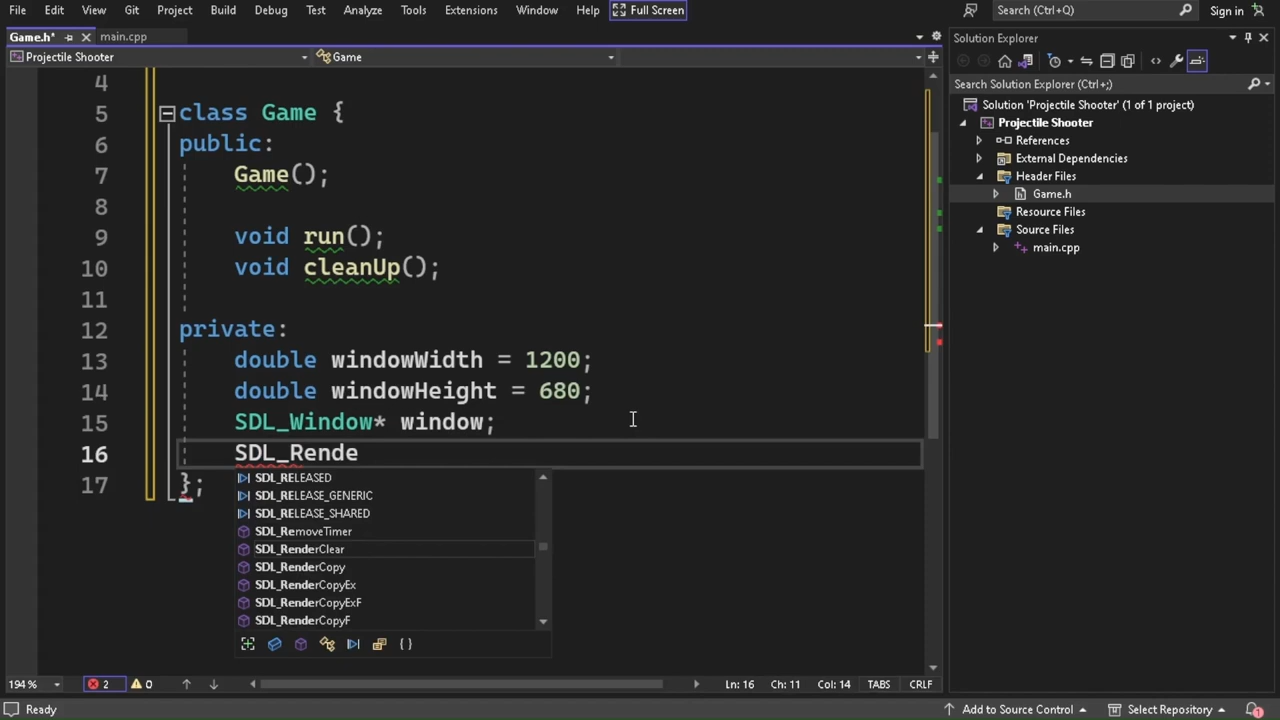 File Edit View Git Project Build Debug Test Analyze Tools Extensions Window Help Full Screen Search (Ctrl+Q) Sign in
Game.h* main.cpp
Projectile Shooter Game
4
5 class Game {
6 public:
7 Game();
8
9 void run();
10 void cleanUp();
11
12 private:
13 double windowWidth = 1200;
14 double windowHeight = 680;
15 SDL_Window* window;
16 SDL_Rende
17 };
SDL_RELEASED
SDL_RELEASE_GENERIC
SDL_RELEASE_SHARED
SDL_RemoveTimer
SDL_RenderClear
SDL_RenderCopy
SDL_RenderCopyEx
SDL_RenderCopyExF
SDL_RenderCopyF
Solution Explorer
Search Solution Explorer (Ctrl+;)
Solution 'Projectile Shooter' (1 of 1 project)
Projectile Shooter
References
External Dependencies
Header Files
Game.h
Resource Files
Source Files
main.cpp
194 % 2 0 Ln: 16 Ch: 11 Col: 14 TABS CRLF
Ready Add to Source Control Select Repository 1